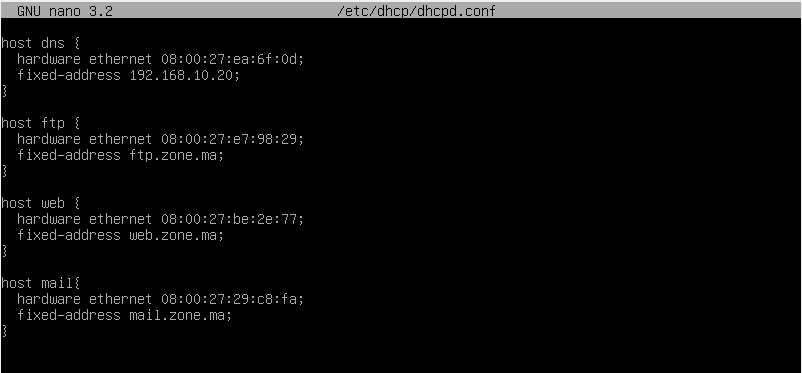 GNU nano 3.2 /etc/dhcp/dhcpd.conf
host dns {
hardware ethernet 08:00:27:ea:6f:0d;
fixed-address 192.168.10.20;
}
host ftp {
hardware ethernet 08:00:27:e7:98:29;
fixed-address ftp.zone.ma;
}
host web {
hardware ethernet 08:00:27:be:2e:77;
fixed-address web.zone.ma;
}
host mail{
hardware ethernet 08:00:27:29:c8:fa;
fixed-address mail.zone.ma;
}